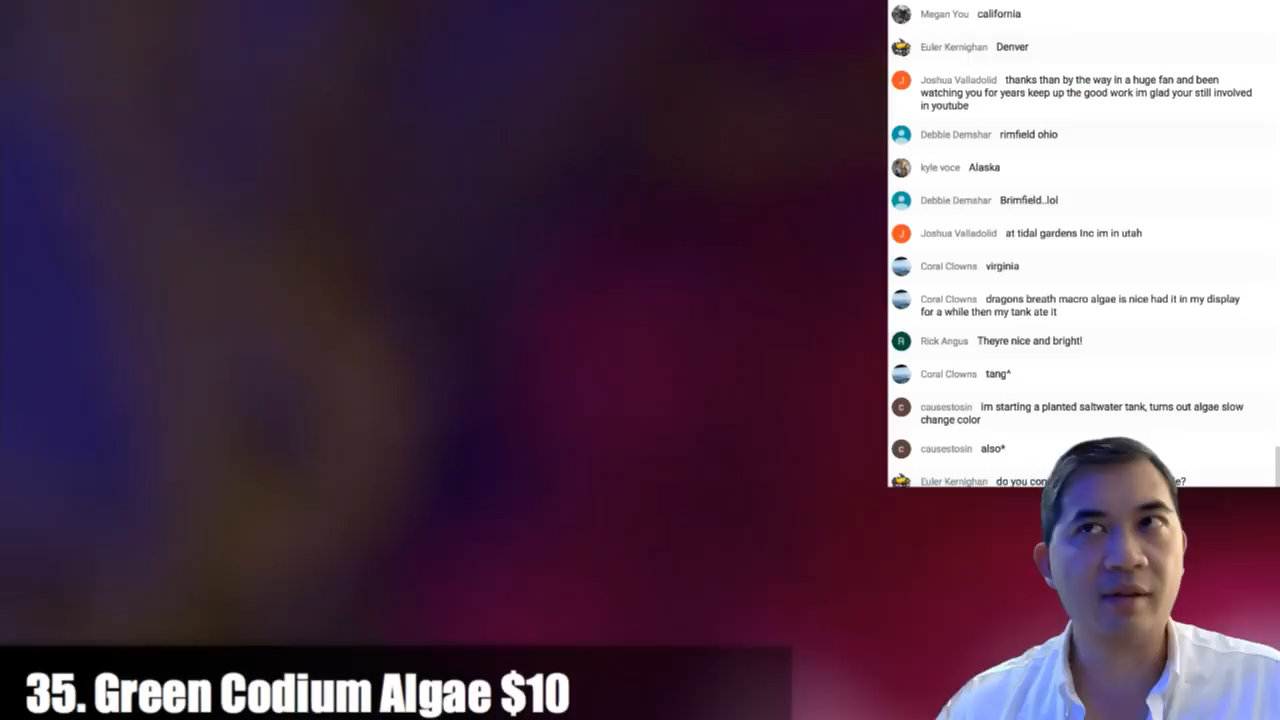 Megan You california
Euler Kernighan Denver
Joshua Valladolid thanks than by the way in a huge fan and been
watching you for years keep up the good work im glad your still involved
in youtube
Debbie Demshar rimfield ohio
kyle voce Alaska
Debbie Demshar Brimfield..lol
J Joshua Valladolid at tidal gardens Inc im in utah
Coral Clowns virginia
Coral Clowns dragons breath macro algae is nice had it in my display
for a while then my tank ate it
R Rick Angus Theyre nice and bright!
Coral Clowns tang^
c causestosin im starting a planted saltwater tank, turns out algae slow
change color
c causestosin also*
Euler Kernighan do you e?
35. Green Codium Algae $10